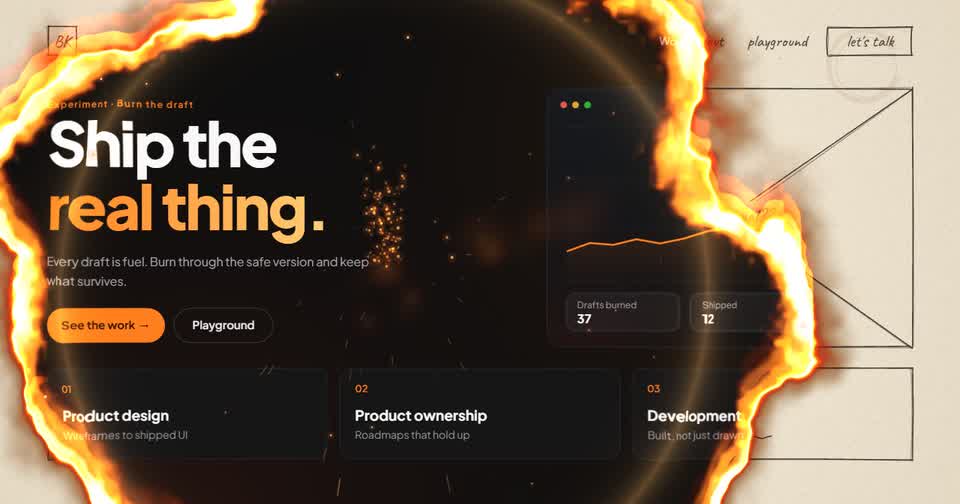 BK
playground
let's talk
Experiment · Burn the draft
Ship the
real thing.
Every draft is fuel. Burn through the safe version and keep
what survives.
See the work →
Playground
Drafts burned
37
Shipped
12
01
Product design
Wireframes to shipped UI
02
Product ownership
Roadmaps that hold up
03
Development
Built, not just drawn